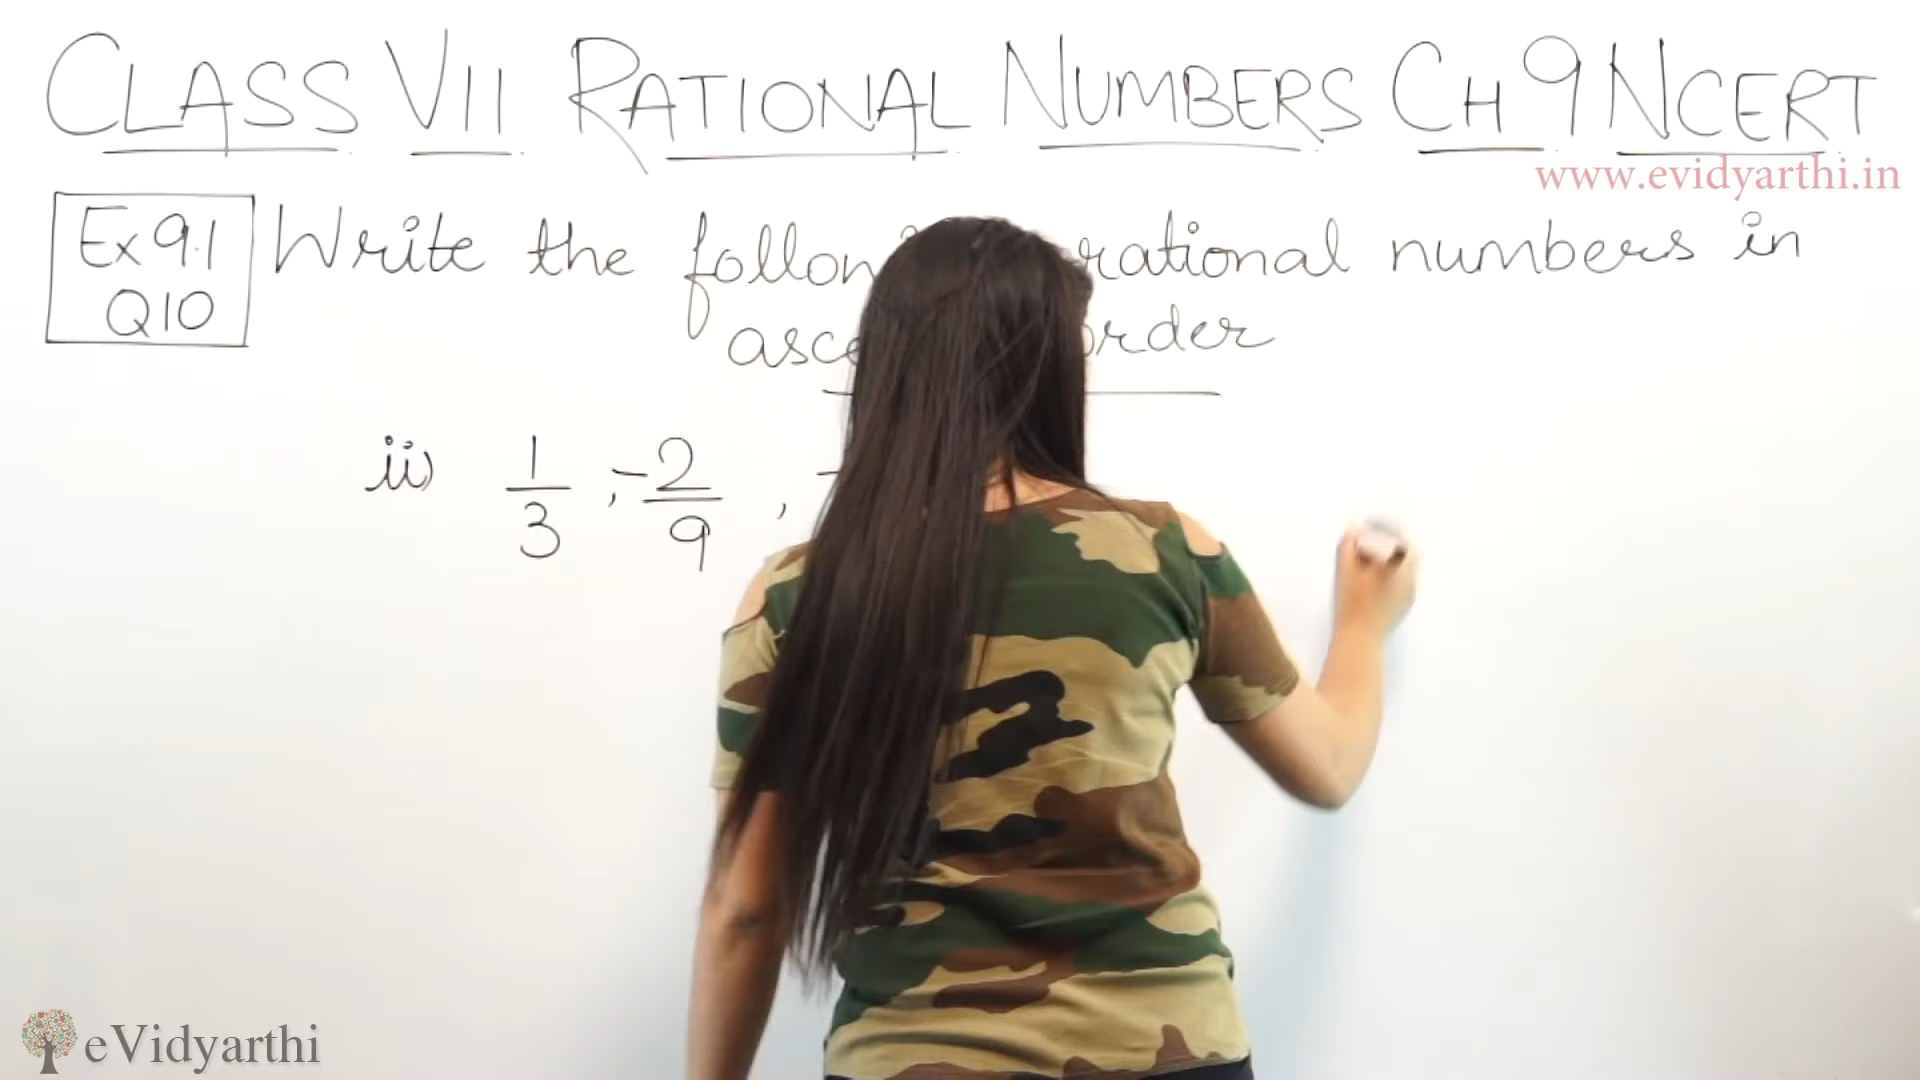 CLASS VII RATIONAL NUMBERS CH 9 NCERT
www.evidyarthi.in
Ex 9.1 Write the rational numbers in
Q10 order
ii) 1/3 , -2/9 ,
eVidyarthi